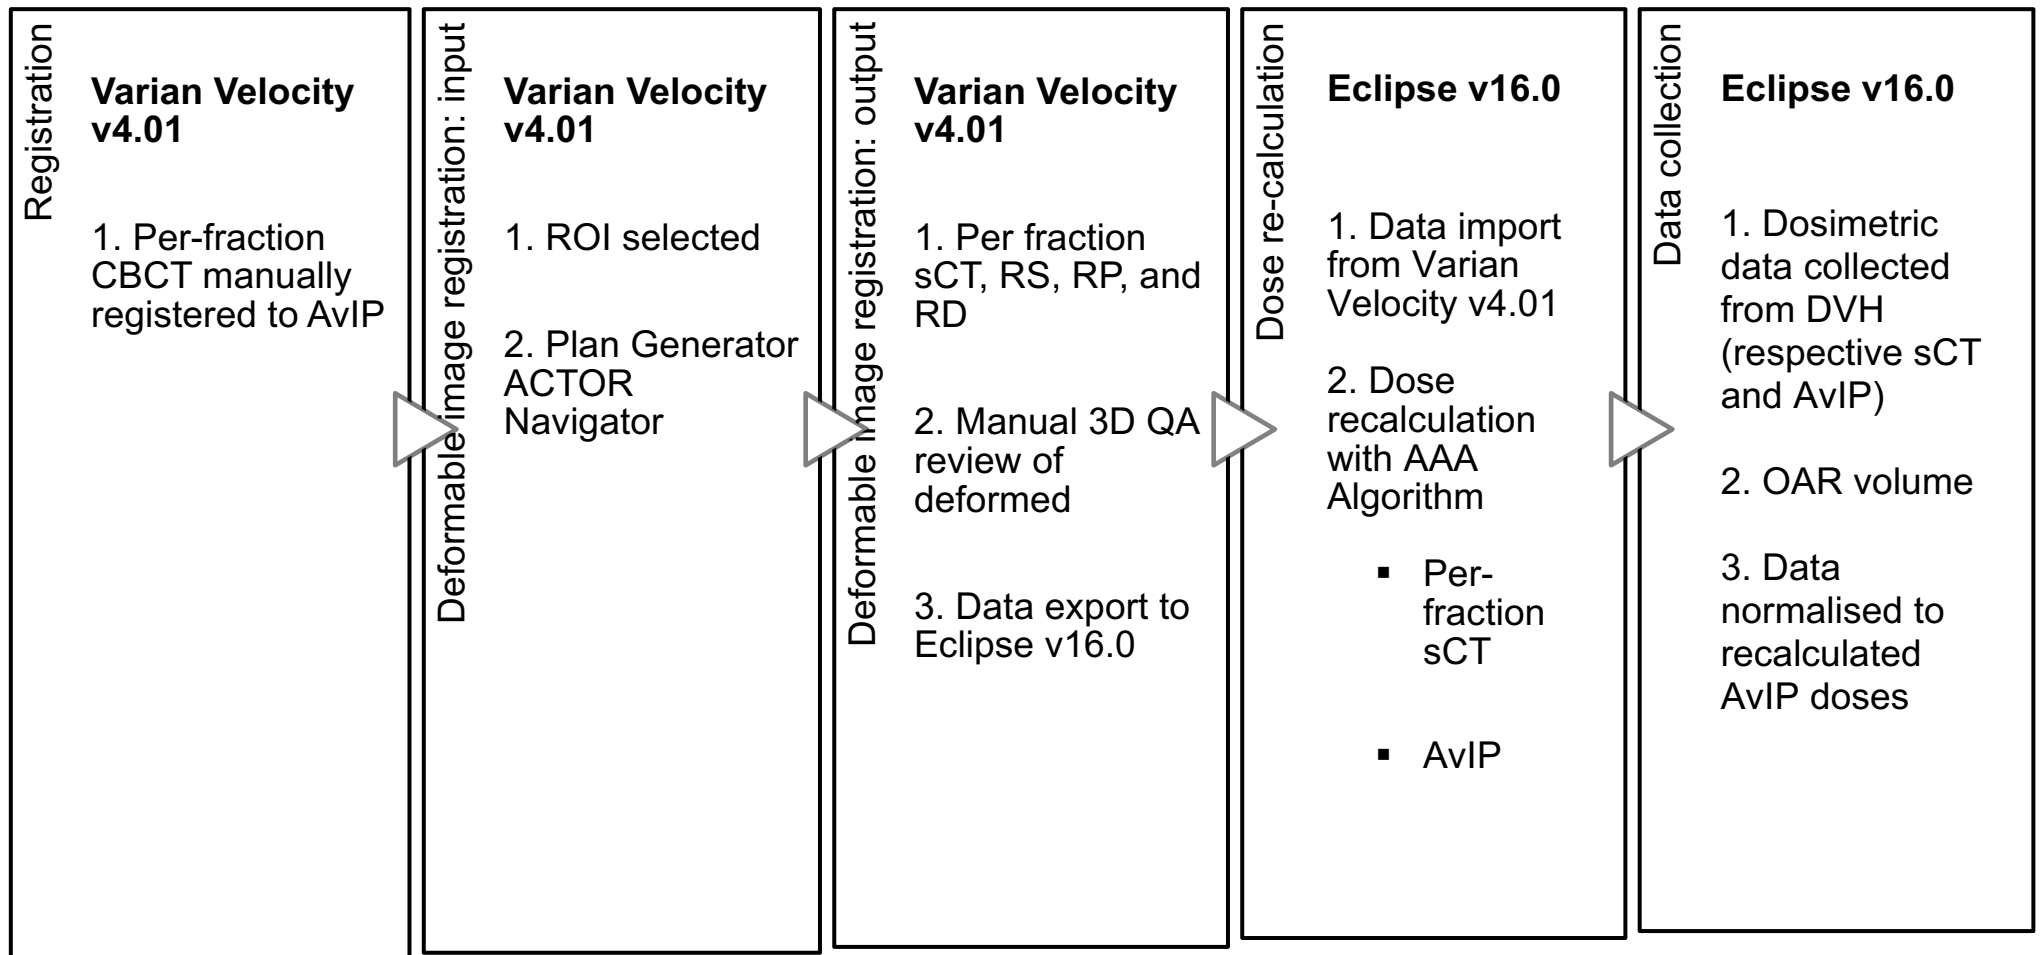 Registration
Varian Velocity
v4.01
1. Per-fraction
CBCT manually
registered to AvIP
Deformable image registration: input
Varian Velocity
v4.01
1. ROI selected
2. Plan Generator
ACTOR
Navigator
Deformable image registration: output
Varian Velocity
v4.01
1. Per fraction
sCT, RS, RP, and
RD
2. Manual 3D QA
review of
deformed
3. Data export to
Eclipse v16.0
Dose re-calculation
Eclipse v16.0
1. Data import
from Varian
Velocity v4.01
2. Dose
recalculation
with AAA
Algorithm
▪ Per-
fraction
sCT
▪ AvIP
Data collection
Eclipse v16.0
1. Dosimetric
data collected
from DVH
(respective sCT
and AvIP)
2. OAR volume
3. Data
normalised to
recalculated
AvIP doses